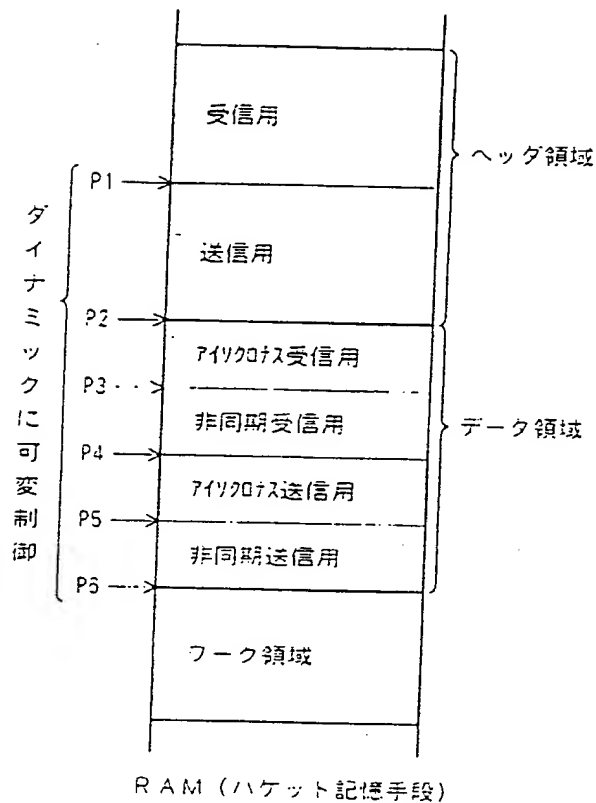 受信用
ヘッダ領域
P1
送信用
P2
アイソクロナス受信用
P3
非同期受信用
データ領域
P4
アイソクロナス送信用
P5
非同期送信用
P6
ダイナミックに可変制御
ワーク領域
RAM(パケット記憶手段)